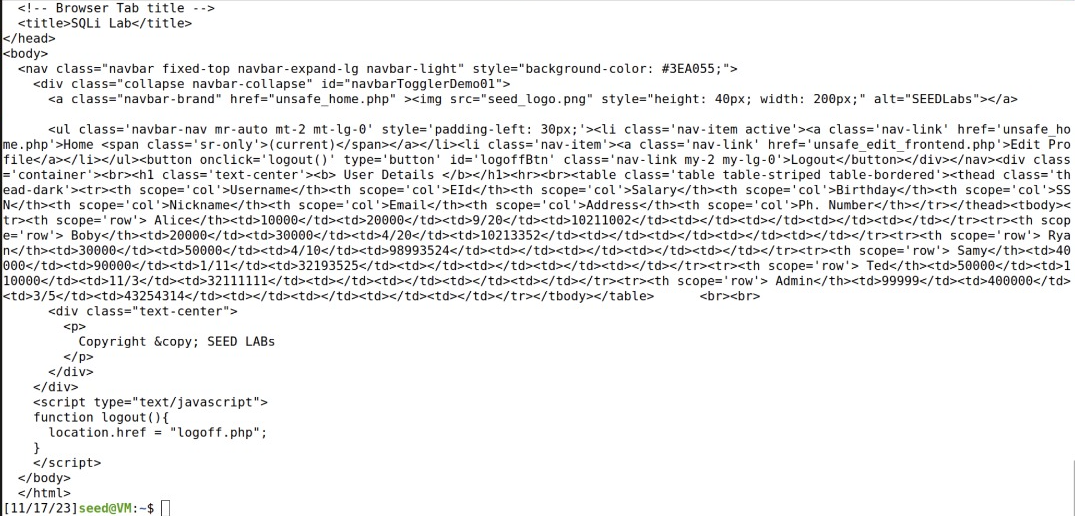 <!-- Browser Tab title -->
  <title>SQLi Lab</title>
</head>
<body>
  <nav class="navbar fixed-top navbar-expand-lg navbar-light" style="background-color: #3EA055;">
    <div class="collapse navbar-collapse" id="navbarTogglerDemo01">
      <a class="navbar-brand" href="unsafe_home.php" ><img src="seed_logo.png" style="height: 40px; width: 200px;" alt="SEEDLabs"></a>

      <ul class='navbar-nav mr-auto mt-2 mt-lg-0' style='padding-left: 30px;'><li class='nav-item active'><a class='nav-link' href='unsafe_ho
me.php'>Home <span class='sr-only'>(current)</span></a></li><li class='nav-item'><a class='nav-link' href='unsafe_edit_frontend.php'>Edit Pro
file</a></li></ul><button onclick='logout()' type='button' id='logoffBtn' class='nav-link my-2 my-lg-0'>Logout</button></div></nav><div class
='container'><br><h1 class='text-center'><b> User Details </b></h1><hr><br><table class='table table-striped table-bordered'><thead class='th
ead-dark'><tr><th scope='col'>Username</th><th scope='col'>EId</th><th scope='col'>Salary</th><th scope='col'>Birthday</th><th scope='col'>SS
N</th><th scope='col'>Nickname</th><th scope='col'>Email</th><th scope='col'>Address</th><th scope='col'>Ph. Number</th></tr></thead><tbody><
tr><th scope='row'> Alice</th><td>10000</td><td>20000</td><td>9/20</td><td>10211002</td><td></td><td></td><td></td><td></td></tr><tr><th scop
e='row'> Boby</th><td>20000</td><td>30000</td><td>4/20</td><td>10213352</td><td></td><td></td><td></td><td></td></tr><tr><th scope='row'> Rya
n</th><td>30000</td><td>50000</td><td>4/10</td><td>98993524</td><td></td><td></td><td></td><td></td></tr><tr><th scope='row'> Samy</th><td>40
000</td><td>90000</td><td>1/11</td><td>32193525</td><td></td><td></td><td></td><td></td></tr><tr><th scope='row'> Ted</th><td>50000</td><td>1
10000</td><td>11/3</td><td>32111111</td><td></td><td></td><td></td><td></td></tr><tr><th scope='row'> Admin</th><td>99999</td><td>400000</td>
<td>3/5</td><td>43254314</td><td></td><td></td><td></td><td></td></tr></tbody></table>      <br><br>
      <div class="text-center">
        <p>
          Copyright &copy; SEED LABs
        </p>
      </div>
    </div>
    <script type="text/javascript">
    function logout(){
      location.href = "logoff.php";
    }
    </script>
  </body>
  </html>
[11/17/23]seed@VM:~$